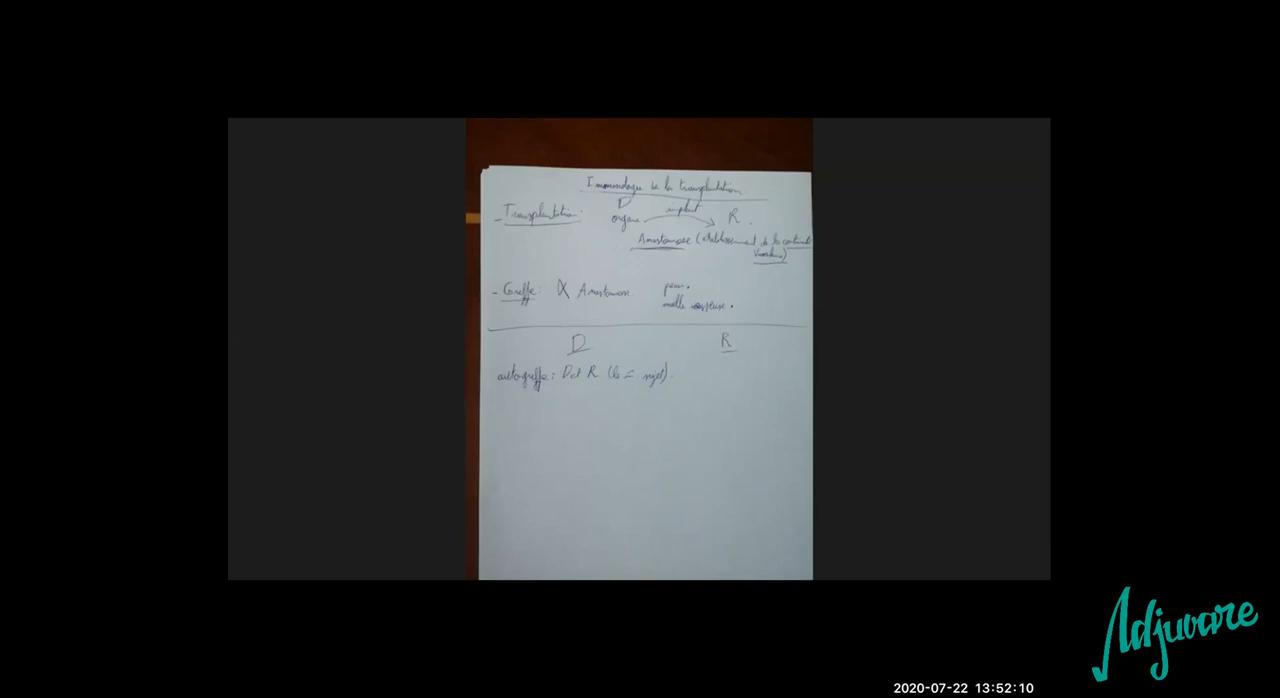 Immunologie de la transplantation
D
- Transplantation: organe implant R.
Anastomose (établissement de la continuité
vasculaire)
- Greffe: X Anastomose peau.
moelle osseuse.
D R
autogreffe: D et R (le = sujet).
Adjuvare
2020-07-22 13:52:10